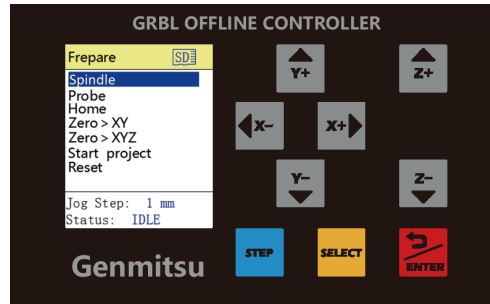 GRBL OFFLINE CONTROLLER
Frepare SD
Spindle
Probe
Home
Zero > XY
Zero > XYZ
Start project
Reset
Jog Step: 1 mm
Status: IDLE
Y+
Z+
X-
X+
Y-
Z-
STEP
SELECT
ENTER
Genmitsu